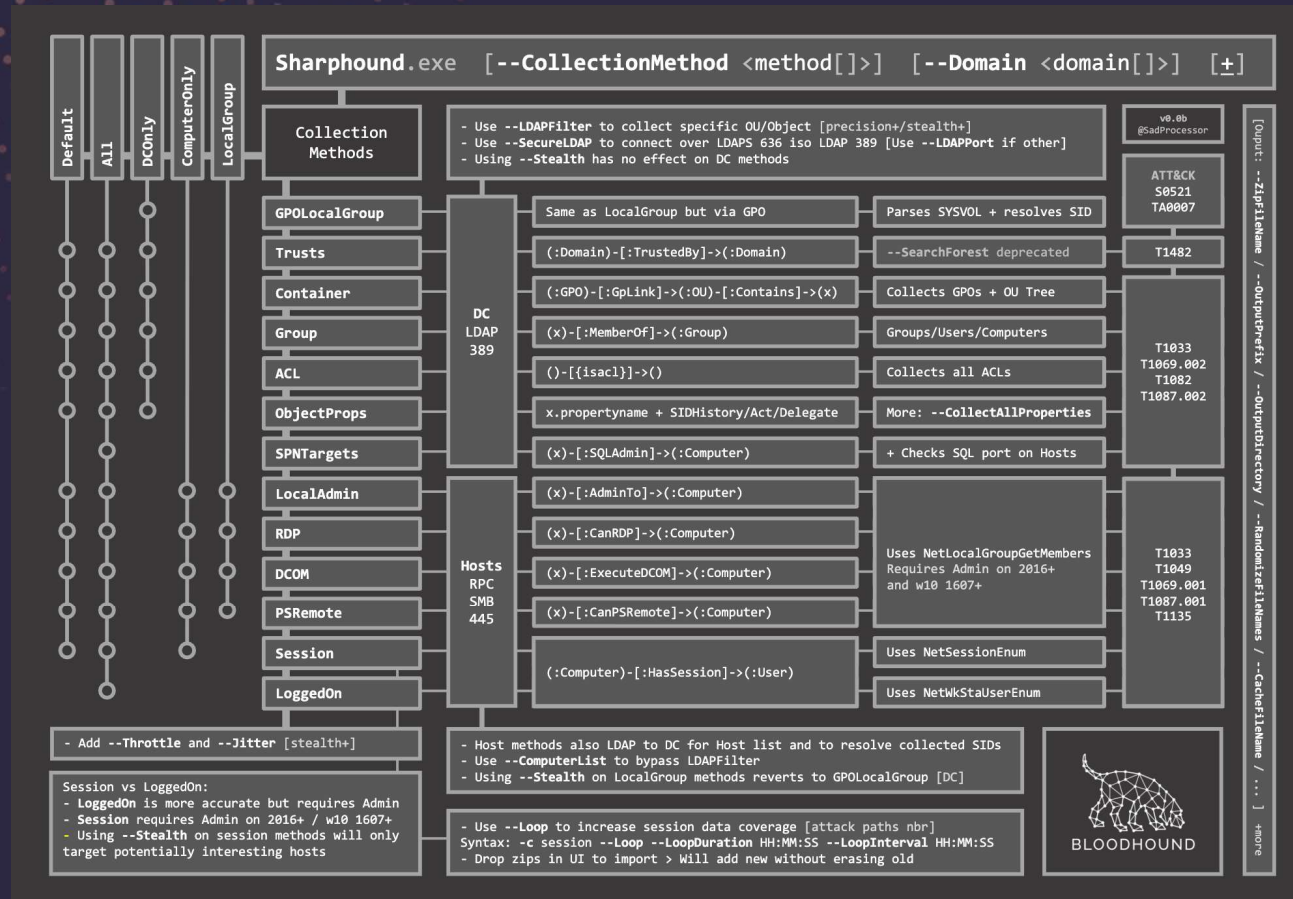 Sharphound.exe [--CollectionMethod <method[]>] [--Domain <domain[]>] [+]
Default
All
DCOnly
ComputerOnly
LocalGroup
Collection
Methods
- Use --LDAPFilter to collect specific OU/Object [precision+/stealth+]
- Use --SecureLDAP to connect over LDAPS 636 iso LDAP 389 [Use --LDAPPort if other]
- Using --Stealth has no effect on DC methods
v0.0b
@SadProcessor
ATT&CK
S0521
TA0007
GPOLocalGroup
Same as LocalGroup but via GPO
Parses SYSVOL + resolves SID
Trusts
(:Domain)-[:TrustedBy]->(:Domain)
--SearchForest deprecated
T1482
Container
(:GPO)-[:GpLink]->(:OU)-[:Contains]->(x)
Collects GPOs + OU Tree
DC
LDAP
389
Group
(x)-[:MemberOf]->(:Group)
Groups/Users/Computers
ACL
()-[{isacl}]->()
Collects all ACLs
T1033
T1069.002
T1082
T1087.002
ObjectProps
x.propertyname + SIDHistory/Act/Delegate
More: --CollectAllProperties
SPNTargets
(x)-[:SQLAdmin]->(:Computer)
+ Checks SQL port on Hosts
LocalAdmin
(x)-[:AdminTo]->(:Computer)
RDP
(x)-[:CanRDP]->(:Computer)
Hosts
RPC
SMB
445
Uses NetLocalGroupGetMembers
Requires Admin on 2016+
and w10 1607+
T1033
T1049
T1069.001
T1087.001
T1135
DCOM
(x)-[:ExecuteDCOM]->(:Computer)
PSRemote
(x)-[:CanPSRemote]->(:Computer)
Session
(:Computer)-[:HasSession]->(:User)
Uses NetSessionEnum
LoggedOn
Uses NetWkStaUserEnum
[Ouput: --ZipFileName / --OutputPrefix / --OutputDirectory / --RandomizeFileNames / --CacheFileName / ... ] +more
- Add --Throttle and --Jitter [stealth+]
- Host methods also LDAP to DC for Host list and to resolve collected SIDs
- Use --ComputerList to bypass LDAPFilter
- Using --Stealth on LocalGroup methods reverts to GPOLocalGroup [DC]
Session vs LoggedOn:
- LoggedOn is more accurate but requires Admin
- Session requires Admin on 2016+ / w10 1607+
- Using --Stealth on session methods will only
target potentially interesting hosts
- Use --Loop to increase session data coverage [attack paths nbr]
Syntax: -c session --Loop --LoopDuration HH:MM:SS --LoopInterval HH:MM:SS
- Drop zips in UI to import > Will add new without erasing old
BLOODHOUND